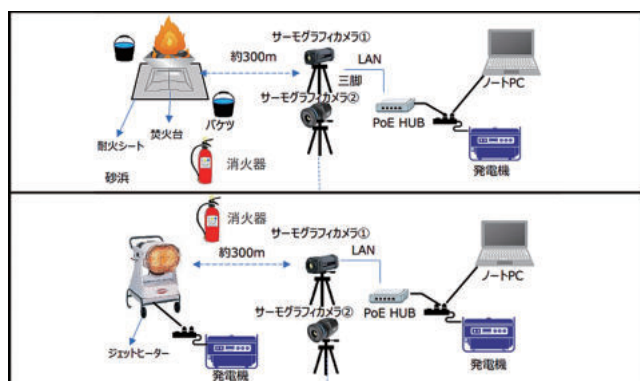 サーモグラフィカメラ①
約300m
LAN
三脚
サーモグラフィカメラ②
ノートPC
バケツ
PoE HUB
焚火台
耐火シート
消火器
発電機
砂浜
消火器
サーモグラフィカメラ①
約300m
LAN
ノートPC
サーモグラフィカメラ②
PoE HUB
ジェットヒーター
発電機
発電機